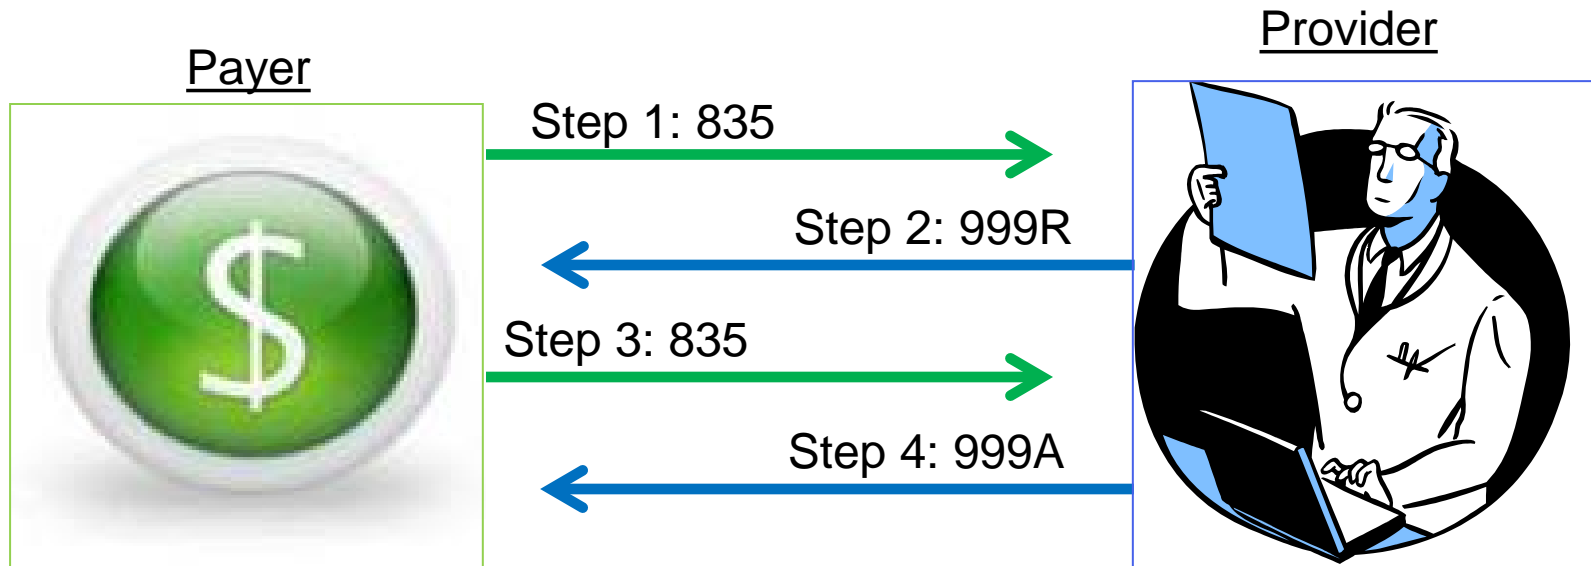 Payer
Provider
Step 1: 835
Step 2: 999R
Step 3: 835
Step 4: 999A
$